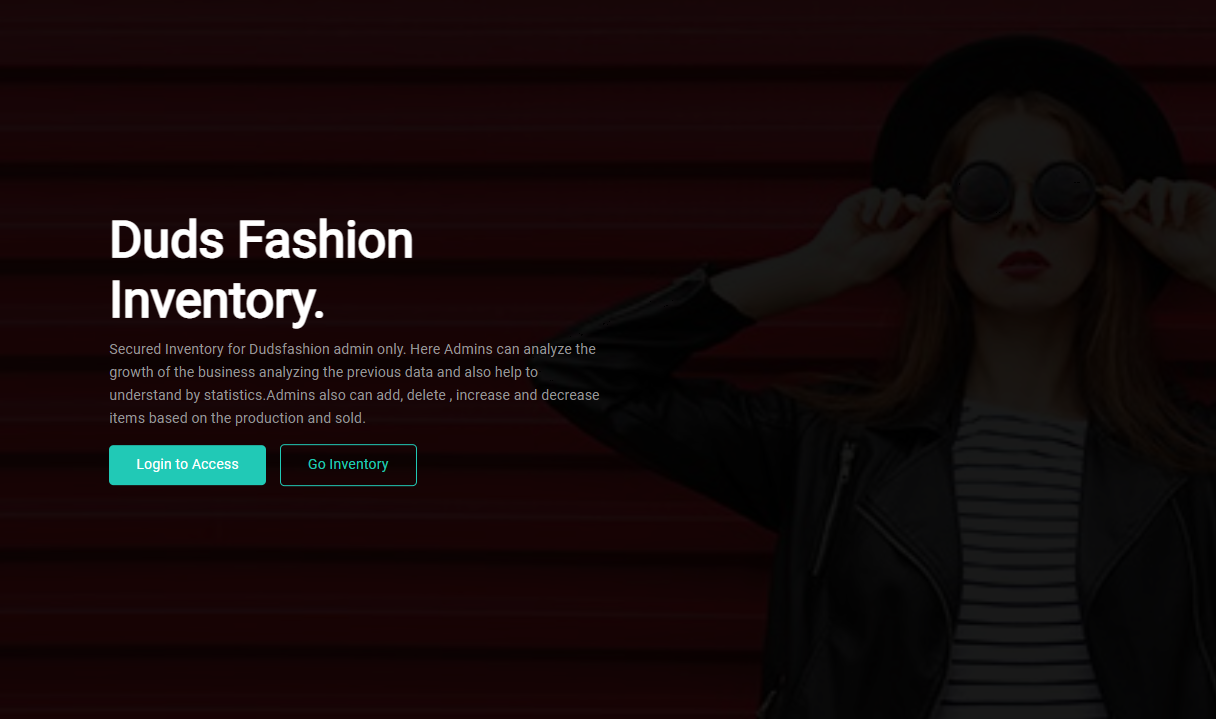 Duds Fashion
Inventory.
Secured Inventory for Dudsfashion admin only. Here Admins can analyze the
growth of the business analyzing the previous data and also help to
understand by statistics.Admins also can add, delete , increase and decrease
items based on the production and sold.
Login to Access
Go Inventory